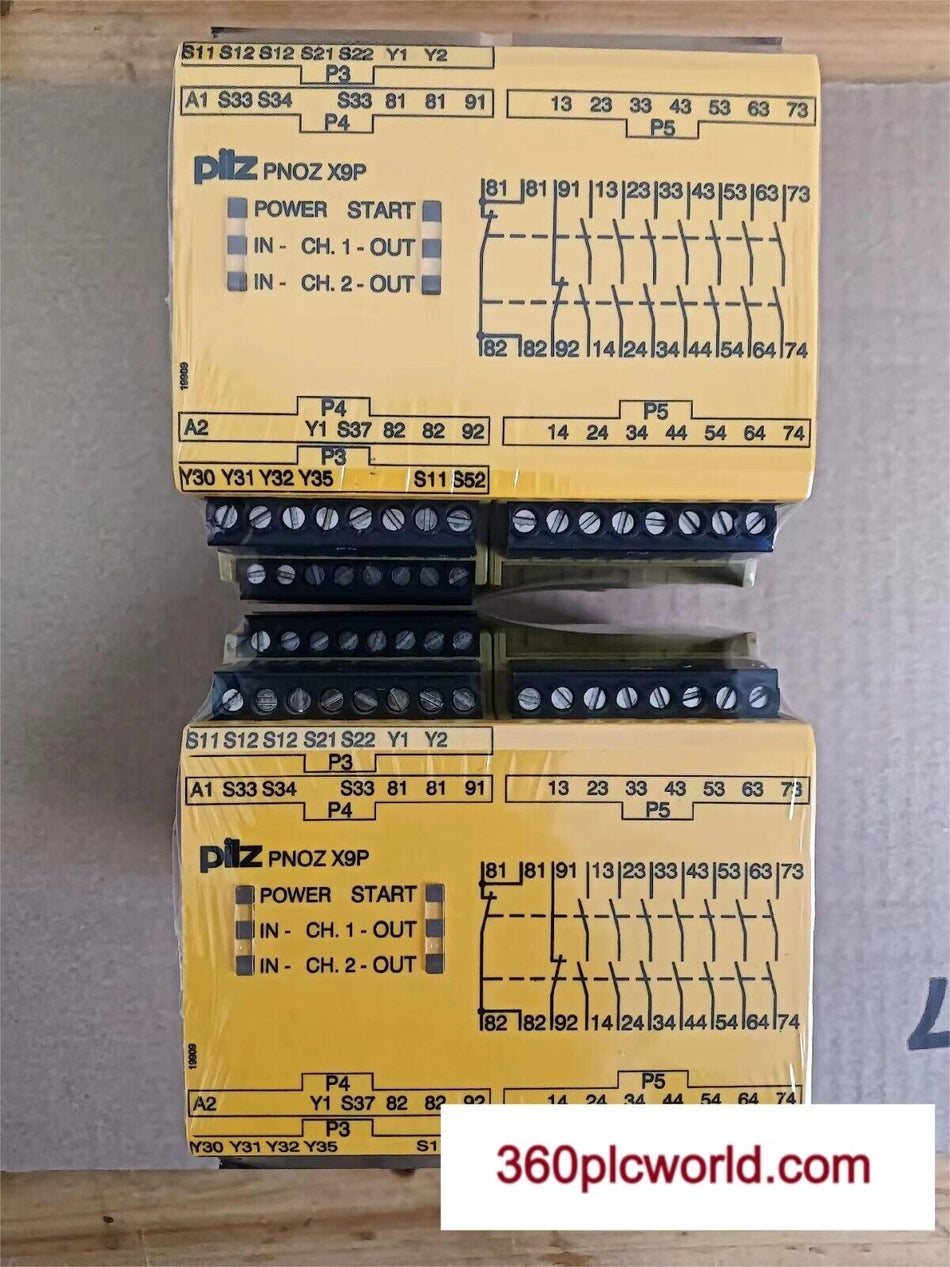 S11 S12 S12 S21 S22 Y1 Y2
P3
A1 S33 S34 S33 81 81 91
P4
13 23 33 43 53 63 73
P5
pilz PNOZ X9P
POWER START
IN - CH. 1 - OUT
IN - CH. 2 - OUT
81 81 91 13 23 33 43 53 63 73
82 82 92 14 24 34 44 54 64 74
19909
P4
A2 Y1 S37 82 82 92
P3
Y30 Y31 Y32 Y35 S11 S52
P5
14 24 34 44 54 64 74
S11 S12 S12 S21 S22 Y1 Y2
P3
A1 S33 S34 S33 81 81 91
P4
13 23 33 43 53 63 73
P5
pilz PNOZ X9P
POWER START
IN - CH. 1 - OUT
IN - CH. 2 - OUT
81 81 91 13 23 33 43 53 63 73
82 82 92 14 24 34 44 54 64 74
19909
P4
A2 Y1 S37 82 82 92
P3
Y30 Y31 Y32 Y35 S1
P5
14 24 34 44 54 64 74
360plcworld.com